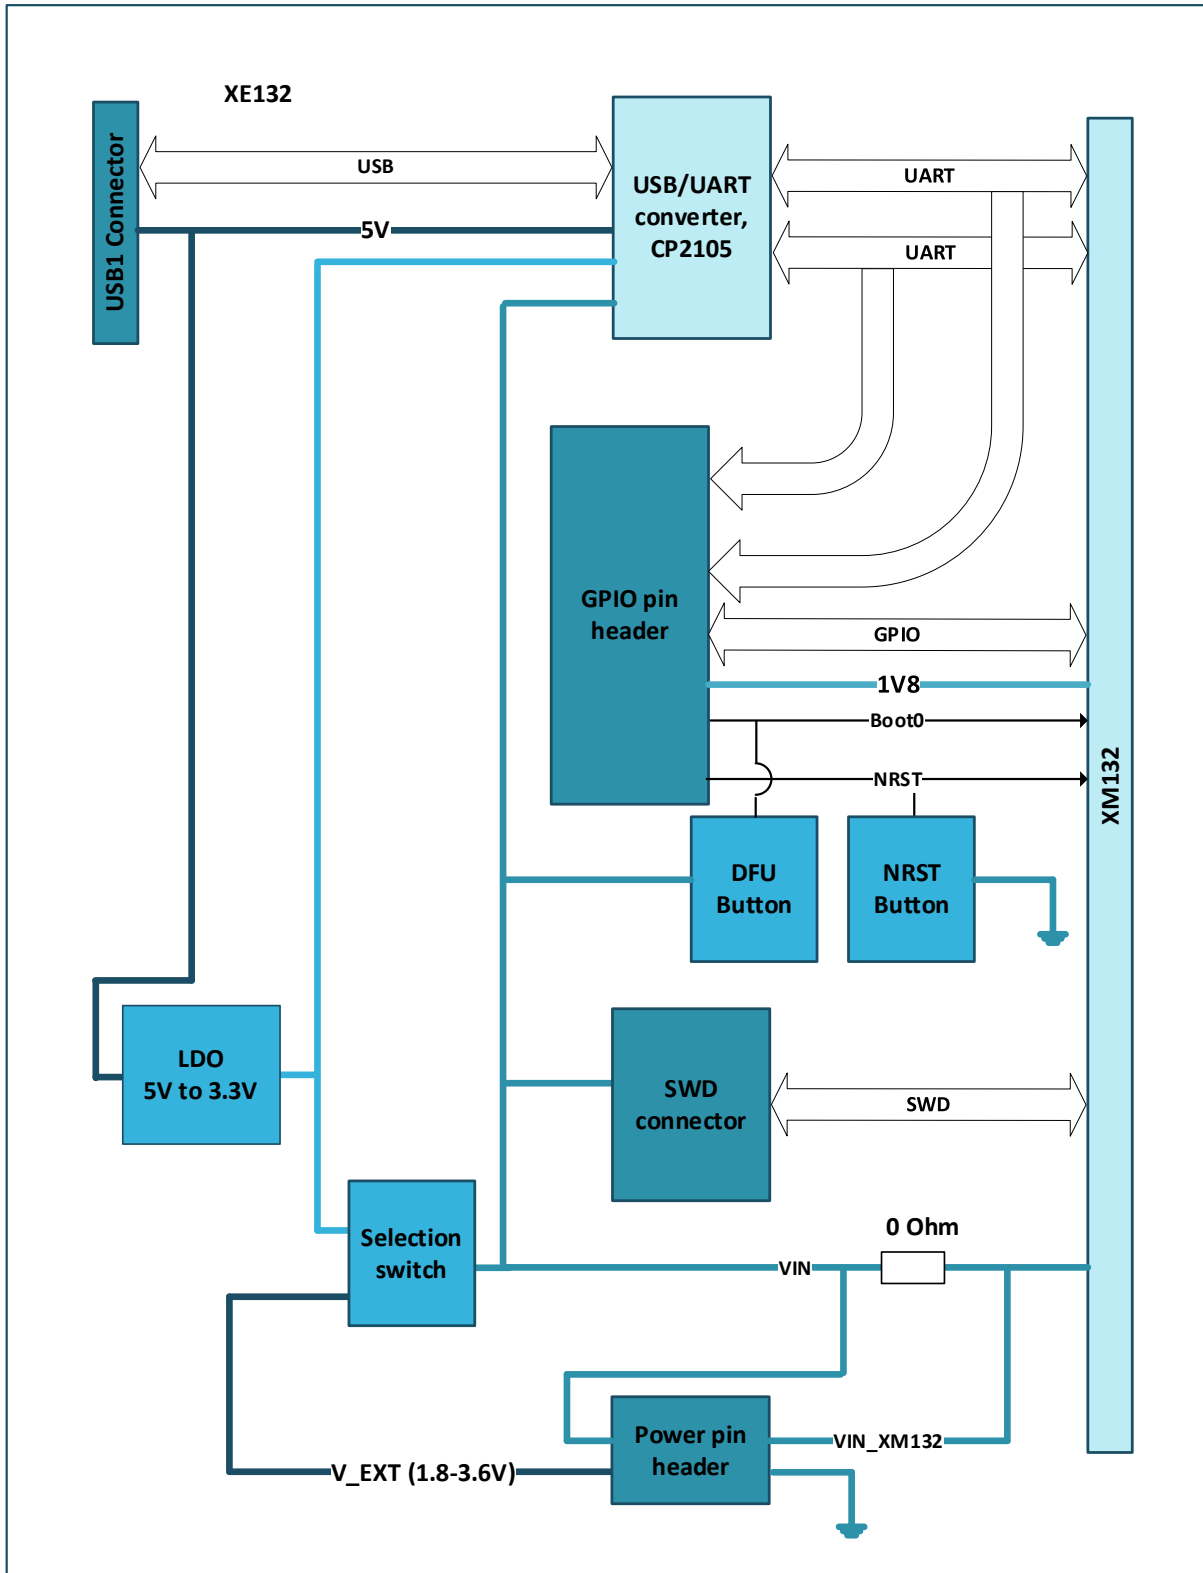 XE132
USB1 Connector
USB
5V
USB/UART
converter,
CP2105
UART
UART
GPIO pin
header
GPIO
1V8
Boot0
NRST
XM132
DFU
Button
NRST
Button
LDO
5V to 3.3V
SWD
connector
SWD
Selection
switch
0 Ohm
VIN
Power pin
header
VIN_XM132
V_EXT (1.8-3.6V)